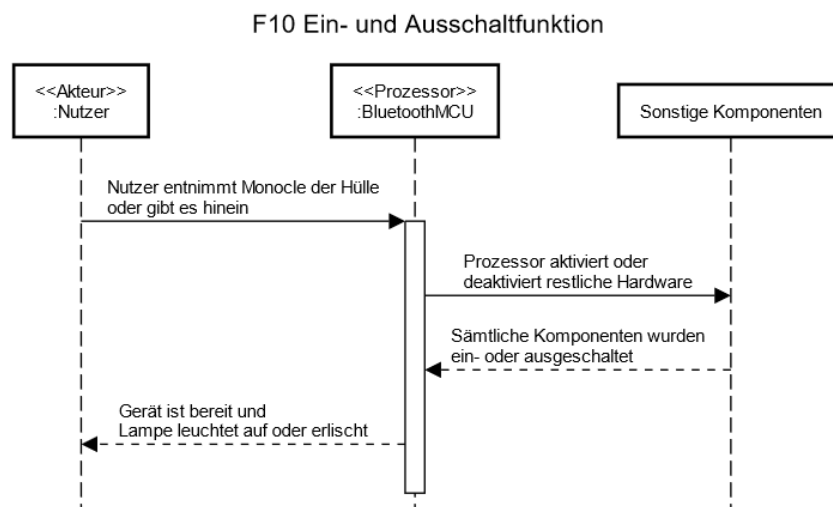 F10 Ein- und Ausschaltfunktion
<<Akteur>>
:Nutzer
<<Prozessor>>
:BluetoothMCU
Sonstige Komponenten
Nutzer entnimmt Monocle der Hülle
oder gibt es hinein
Prozessor aktiviert oder
deaktiviert restliche Hardware
Sämtliche Komponenten wurden
ein- oder ausgeschaltet
Gerät ist bereit und
Lampe leuchtet auf oder erlischt